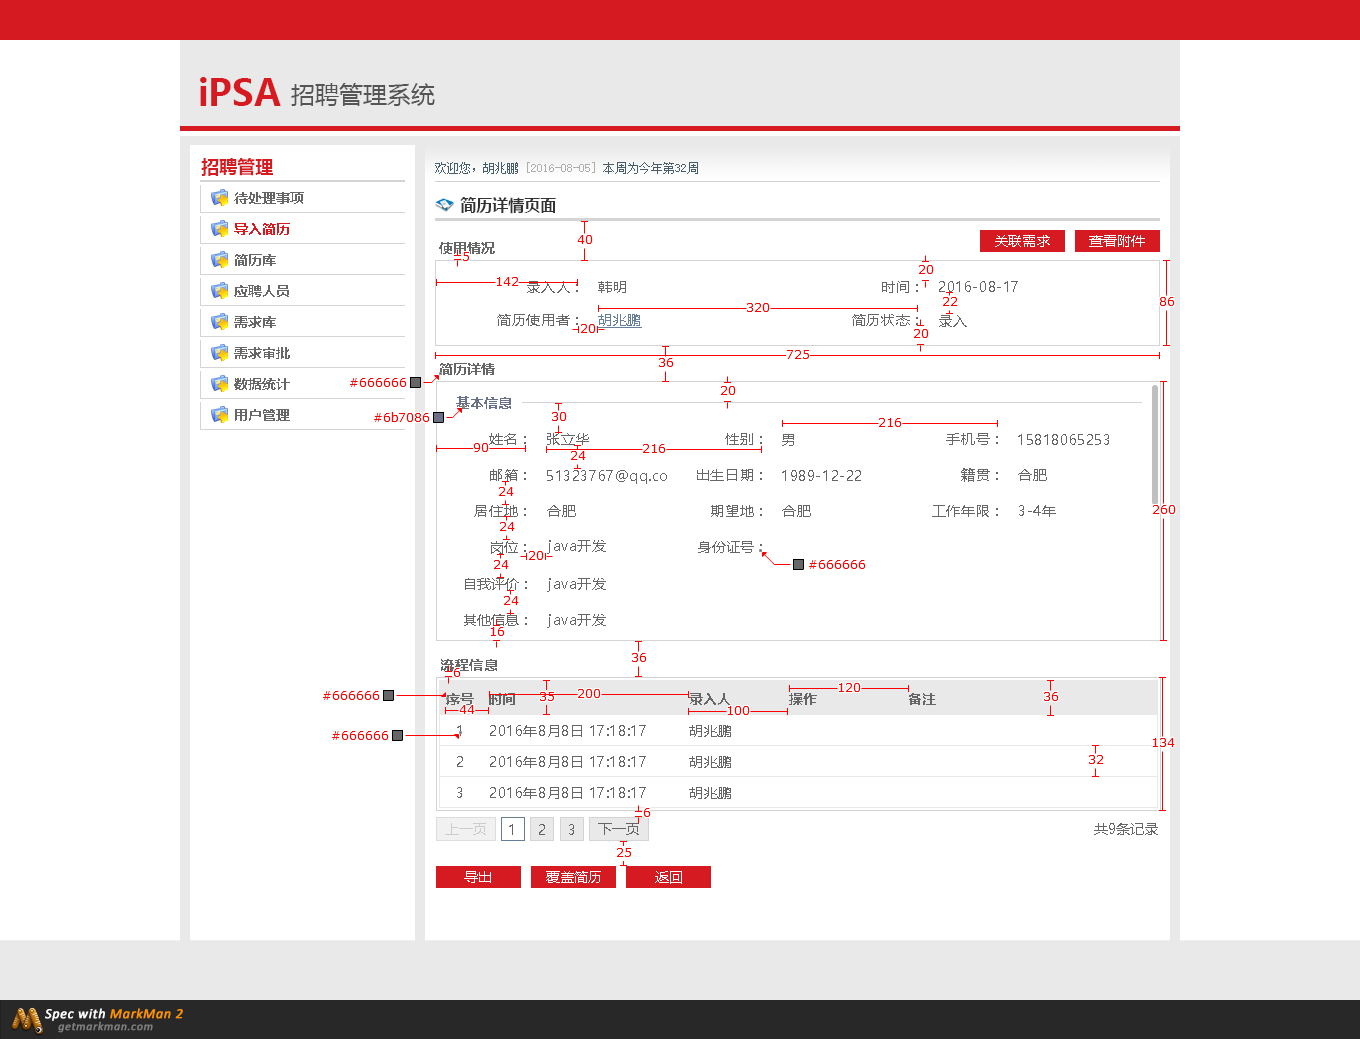 iPSA 招聘管理系统
招聘管理
待处理事项
导入简历
简历库
应聘人员
需求库
需求审批
数据统计
用户管理
欢迎您，胡兆鹏 [2016-08-05] 本周为今年第32周
简历详情页面
关联需求 查看附件
使用情况
40
5
142
20
录入人： 韩明 时间： 2016-08-17
320
22
86
简历使用者： 胡兆鹏 简历状态： 录入
20
20
725
36
简历详情
#666666
20
基本信息
#6b7086
30
216
姓名： 张立华 性别： 男 手机号： 15818065253
90
216
24
邮箱： 51323767@qq.co 出生日期： 1989-12-22 籍贯： 合肥
24
居住地： 合肥 期望地： 合肥 工作年限： 3-4年
260
24
岗位： java开发 身份证号：
20
24
#666666
自我评价： java开发
24
其他信息： java开发
16
36
流程信息
6
#666666
序号 时间 录入人 操作 备注
35
200
120
36
44
100
#666666
1 2016年8月8日 17:18:17 胡兆鹏
134
2 2016年8月8日 17:18:17 胡兆鹏
32
3 2016年8月8日 17:18:17 胡兆鹏
6
上一页 1 2 3 下一页 共9条记录
25
导出 覆盖简历 返回
Spec with MarkMan 2
getmarkman.com